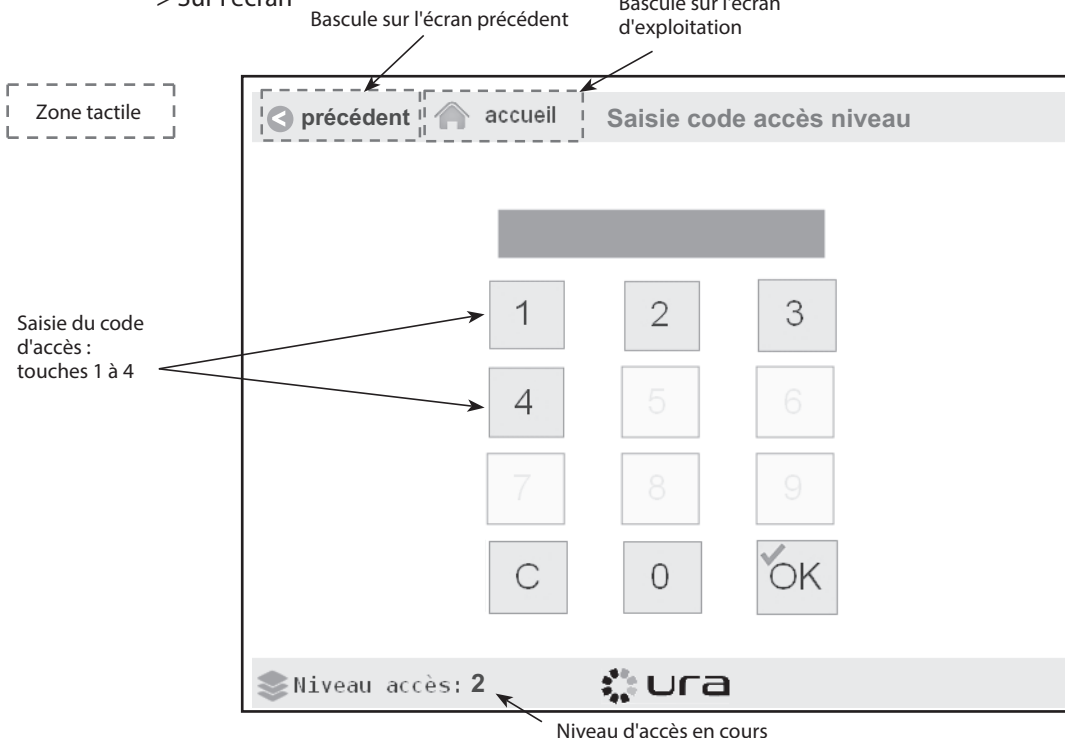 > Sur l'écran
Bascule sur l'écran précédent
Bascule sur l'écran
d'exploitation
Zone tactile
précédent
accueil
Saisie code accès niveau
Saisie du code
d'accès :
touches 1 à 4
1 2 3
4 5 6
7 8 9
C 0 OK
Niveau accès: 2
ura
Niveau d'accès en cours